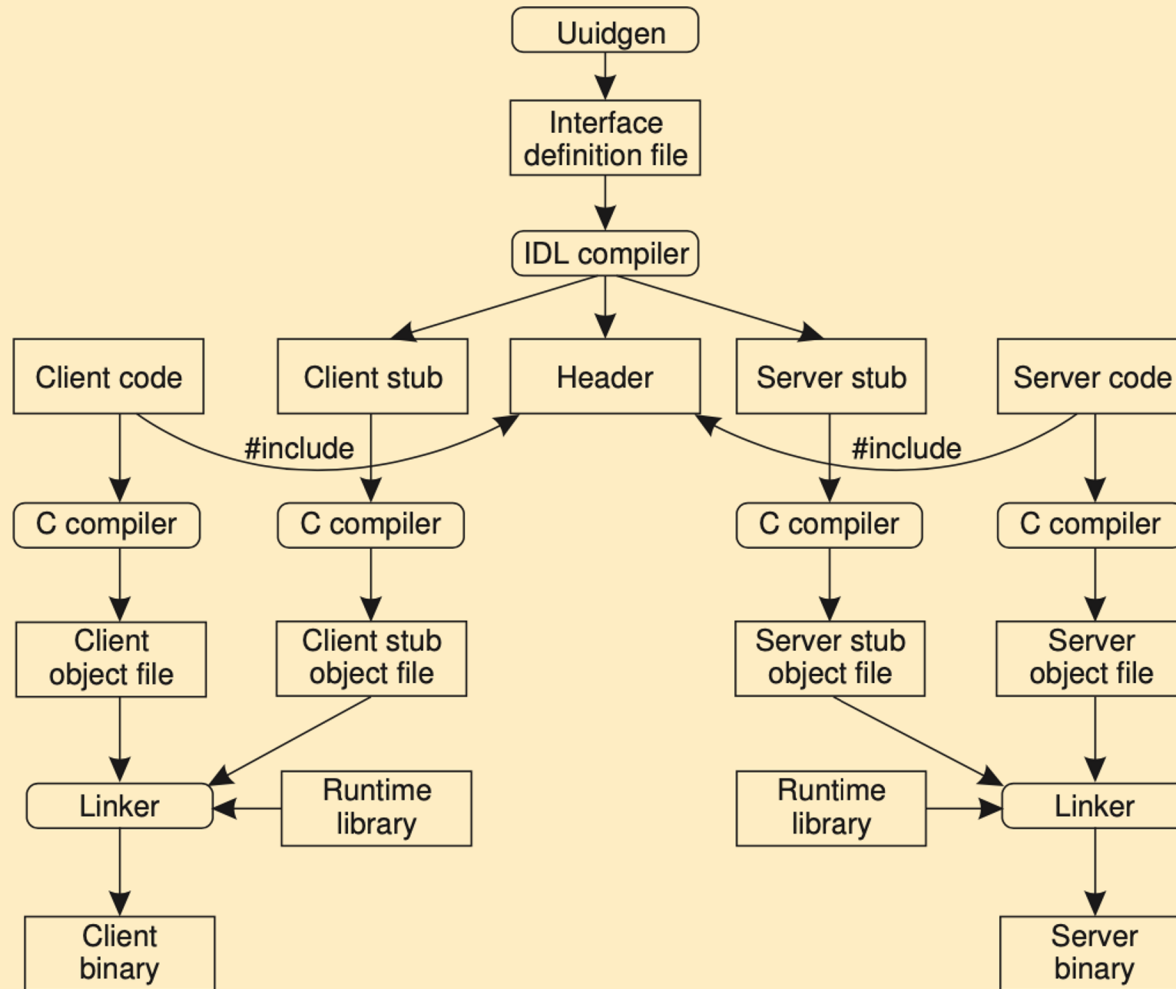 Uuidgen
Interface
definition file
IDL compiler
Client code
Client stub
Header
Server stub
Server code
#include
#include
C compiler
C compiler
C compiler
C compiler
Client
object file
Client stub
object file
Server stub
object file
Server
object file
Linker
Runtime
library
Runtime
library
Linker
Client
binary
Server
binary